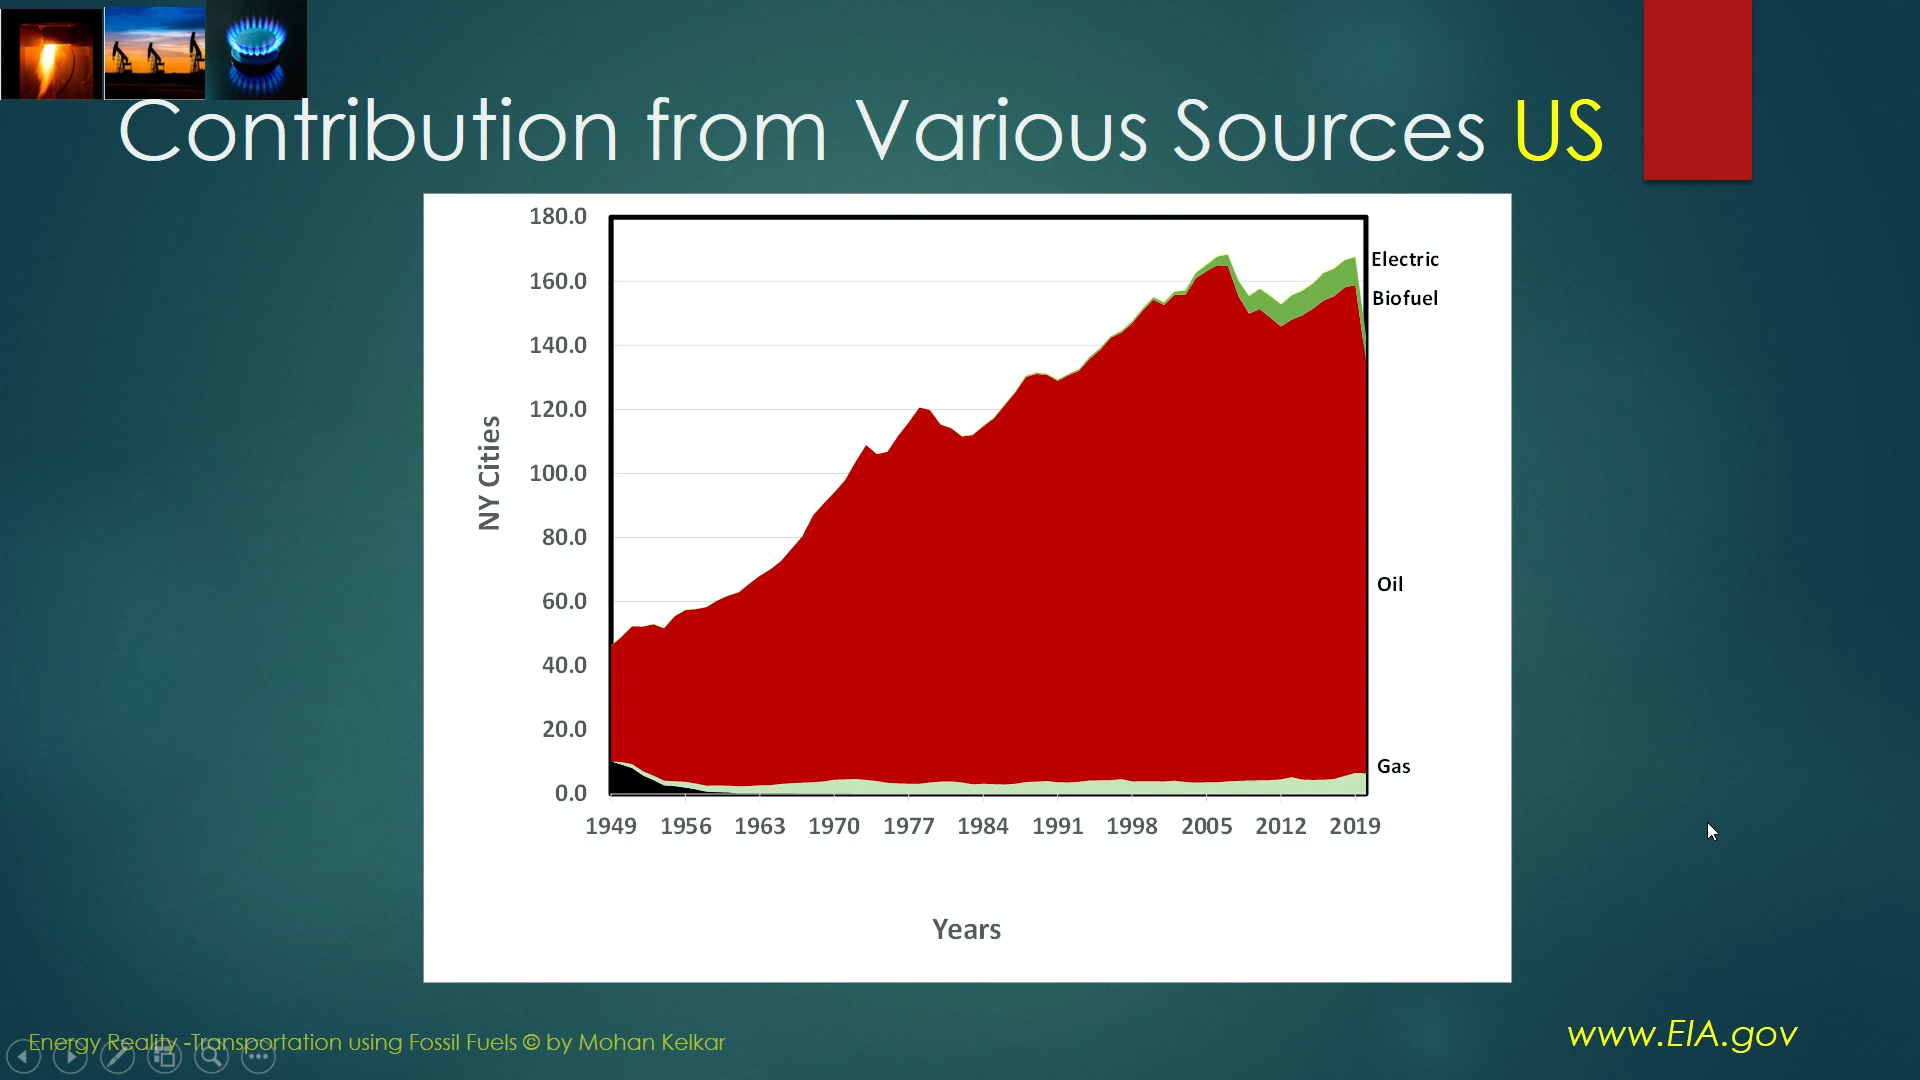 Contribution from Various Sources US
180.0
160.0
140.0
120.0
100.0
80.0
60.0
40.0
20.0
0.0
NY Cities
Electric
Biofuel
Oil
Gas
1949 1956 1963 1970 1977 1984 1991 1998 2005 2012 2019
Years
Energy Reality -Transportation using Fossil Fuels © by Mohan Kelkar
www.EIA.gov